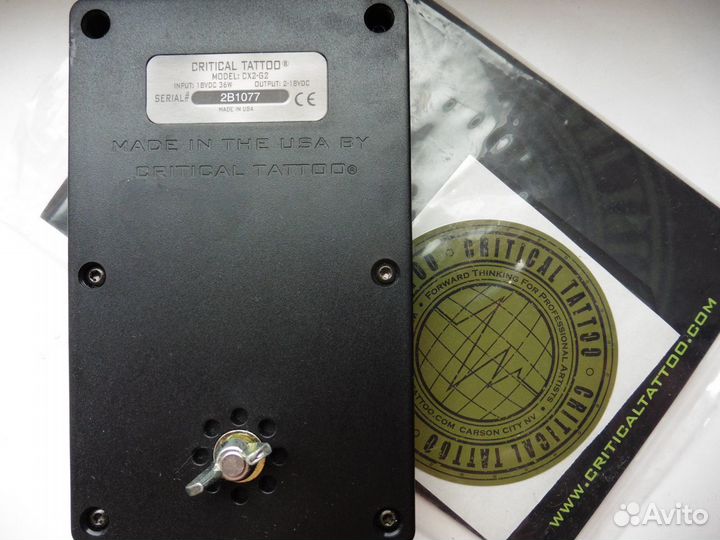 CRITICAL TATTOO®
MODEL: CX2-G2
INPUT: 18VDC 36W OUTPUT: 2-18VDC
SERIAL# 2B1077 CE
MADE IN USA
MADE IN THE USA BY
CRITICAL TATTOO®
CRITICAL TATTOO
CRITICAL TATTOO
FORWARD THINKING FOR PROFESSIONAL ARTISTS
TATTOO.COM CARSON CITY NV
WWW.CRITICALTATTOO.COM
Avito